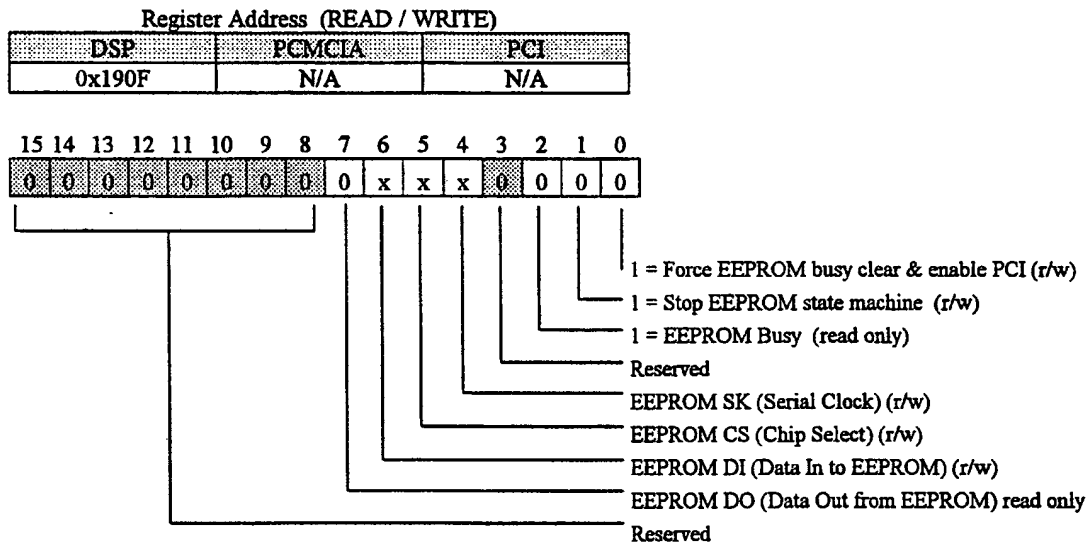 Register Address (READ / WRITE)
DSP PCMCIA PCI
0x190F N/A N/A
15 14 13 12 11 10 9 8 7 6 5 4 3 2 1 0
0 0 0 0 0 0 0 0 0 x x x 0 0 0 0
1 = Force EEPROM busy clear & enable PCI (r/w)
1 = Stop EEPROM state machine (r/w)
1 = EEPROM Busy (read only)
Reserved
EEPROM SK (Serial Clock) (r/w)
EEPROM CS (Chip Select) (r/w)
EEPROM DI (Data In to EEPROM) (r/w)
EEPROM DO (Data Out from EEPROM) read only
Reserved